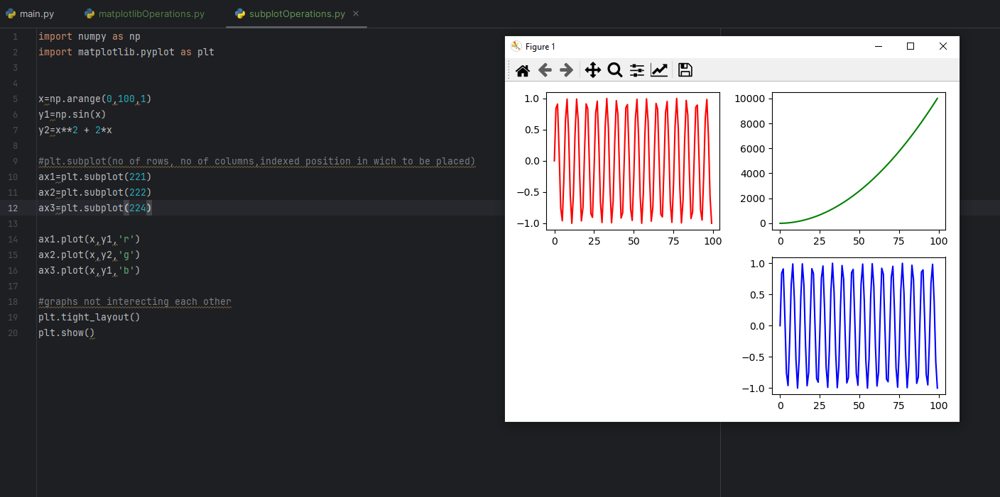 main.py
matplotlibOperations.py
subplotOperations.py
1 import numpy as np
2 import matplotlib.pyplot as plt
3
4
5 x=np.arange(0,100,1)
6 y1=np.sin(x)
7 y2=x**2 + 2*x
8
9 #plt.subplot(no of rows, no of columns,indexed position in wich to be placed)
10 ax1=plt.subplot(221)
11 ax2=plt.subplot(222)
12 ax3=plt.subplot(224)
13
14 ax1.plot(x,y1,'r')
15 ax2.plot(x,y2,'g')
16 ax3.plot(x,y1,'b')
17
18 #graphs not interecting each other
19 plt.tight_layout()
20 plt.show()
Figure 1
1.0
0.5
0.0
−0.5
−1.0
0 25 50 75 100
10000
8000
6000
4000
2000
0
0 25 50 75 100
1.0
0.5
0.0
−0.5
−1.0
0 25 50 75 100